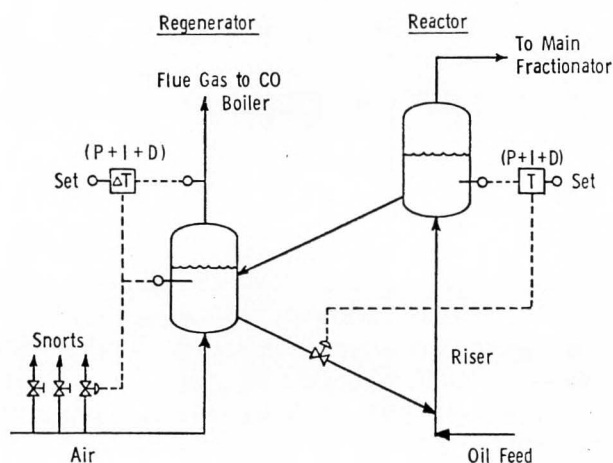 Regenerator
Reactor
To Main
Fractionator
Flue Gas to CO
Boiler
(P+I+D)
Set
ΔT
(P+I+D)
T
Set
Snorts
Riser
Air
Oil Feed